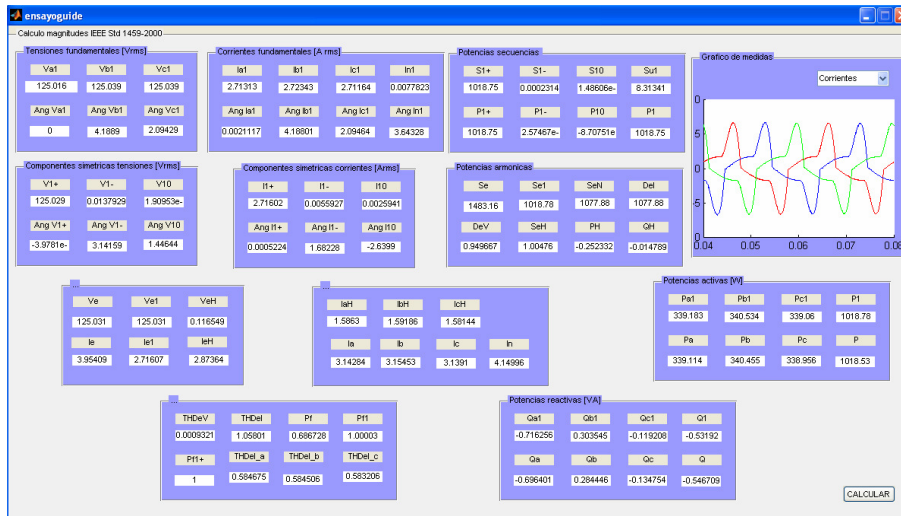 ensayoguide
Calculo magnitudes IEEE Std 1459-2000
Tensiones fundamentales [Vrms]
Va1 Vb1 Vc1
125.016 125.039 125.039
Ang Va1 Ang Vb1 Ang Vc1
0 4.1889 2.09429
Corrientes fundamentales [A rms]
Ia1 Ib1 Ic1 In1
2.71313 2.72343 2.71164 0.0077823
Ang Ia1 Ang Ib1 Ang Ic1 Ang In1
0.0021117 4.18801 2.09464 3.64328
Potencias secuencias
S1+ S1- S10 Su1
1018.75 0.0002314 1.48606e- 8.31341
P1+ P1- P10 P1
1018.75 2.57467e- -8.70751e 1018.75
Grafico de medidas
Corrientes
0
5
0
-5
0
0.04 0.05 0.06 0.07 0.08
Componentes simetricas tensiones [Vrms]
V1+ V1- V10
125.029 0.0137929 1.90953e-
Ang V1+ Ang V1- Ang V10
-3.9781e- 3.14159 1.44644
Componentes simetricas corrientes [Arms]
I1+ I1- I10
2.71602 0.0055927 0.0025941
Ang I1+ Ang I1- Ang I10
0.0005224 1.68228 -2.6399
Potencias armonicas
Se Se1 SeN DeI
1483.16 1018.78 1077.88 1077.88
DeV SeH PH QH
0.949667 1.00476 -0.252332 -0.014789
...
Ve Ve1 VeH
125.031 125.031 0.116549
Ie Ie1 IeH
3.95409 2.71607 2.87364
...
IaH IbH IcH
1.5863 1.59186 1.58144
Ia Ib Ic In
3.14284 3.15453 3.1391 4.14996
Potencias activas [W]
Pa1 Pb1 Pc1 P1
339.183 340.534 339.06 1018.78
Pa Pb Pc P
339.114 340.455 338.956 1018.53
...
THDeV THDeI Pf Pf1
0.0009321 1.05801 0.686728 1.00003
Pf1+ THDeI_a THDeI_b THDeI_c
1 0.584675 0.584506 0.583206
Potencias reactivas [VA]
Qa1 Qb1 Qc1 Q1
-0.716256 0.303545 -0.119208 -0.53192
Qa Qb Qc Q
-0.696401 0.284446 -0.134754 -0.546709
CALCULAR